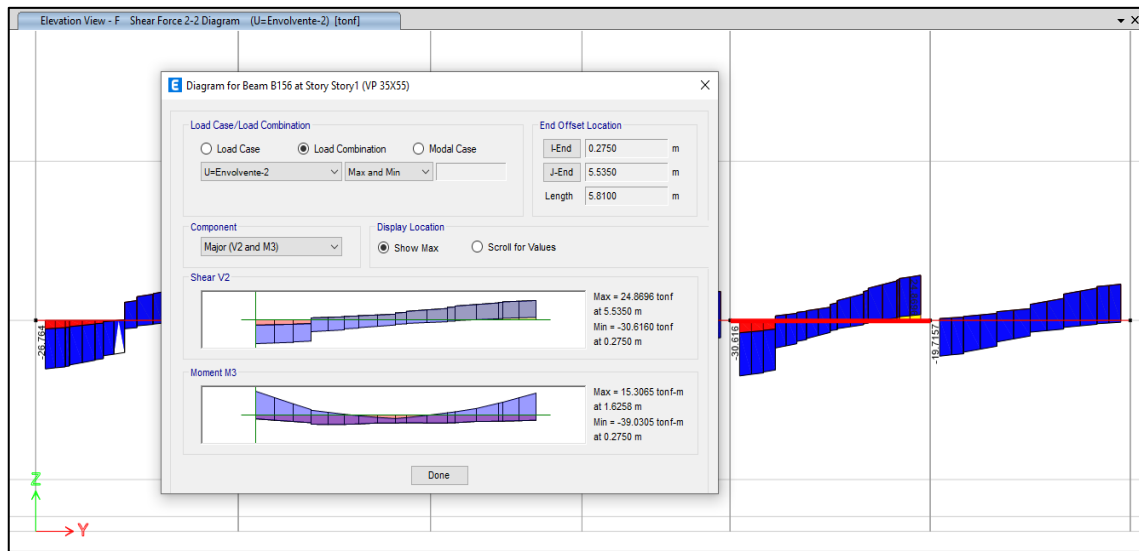 Elevation View - F Shear Force 2-2 Diagram (U=Envolvente-2) [tonf]
Diagram for Beam B156 at Story Story1 (VP 35X55)
Load Case/Load Combination
Load Case Load Combination Modal Case
U=Envolvente-2 Max and Min
End Offset Location
I-End 0.2750 m
J-End 5.5350 m
Length 5.8100 m
Component
Major (V2 and M3)
Display Location
Show Max Scroll for Values
Shear V2
Max = 24.8696 tonf
at 5.5350 m
Min = -30.6160 tonf
at 0.2750 m
Moment M3
Max = 15.3065 tonf-m
at 1.6258 m
Min = -39.0305 tonf-m
at 0.2750 m
Done
-26.764
-30.616
-19.7157
Z
Y